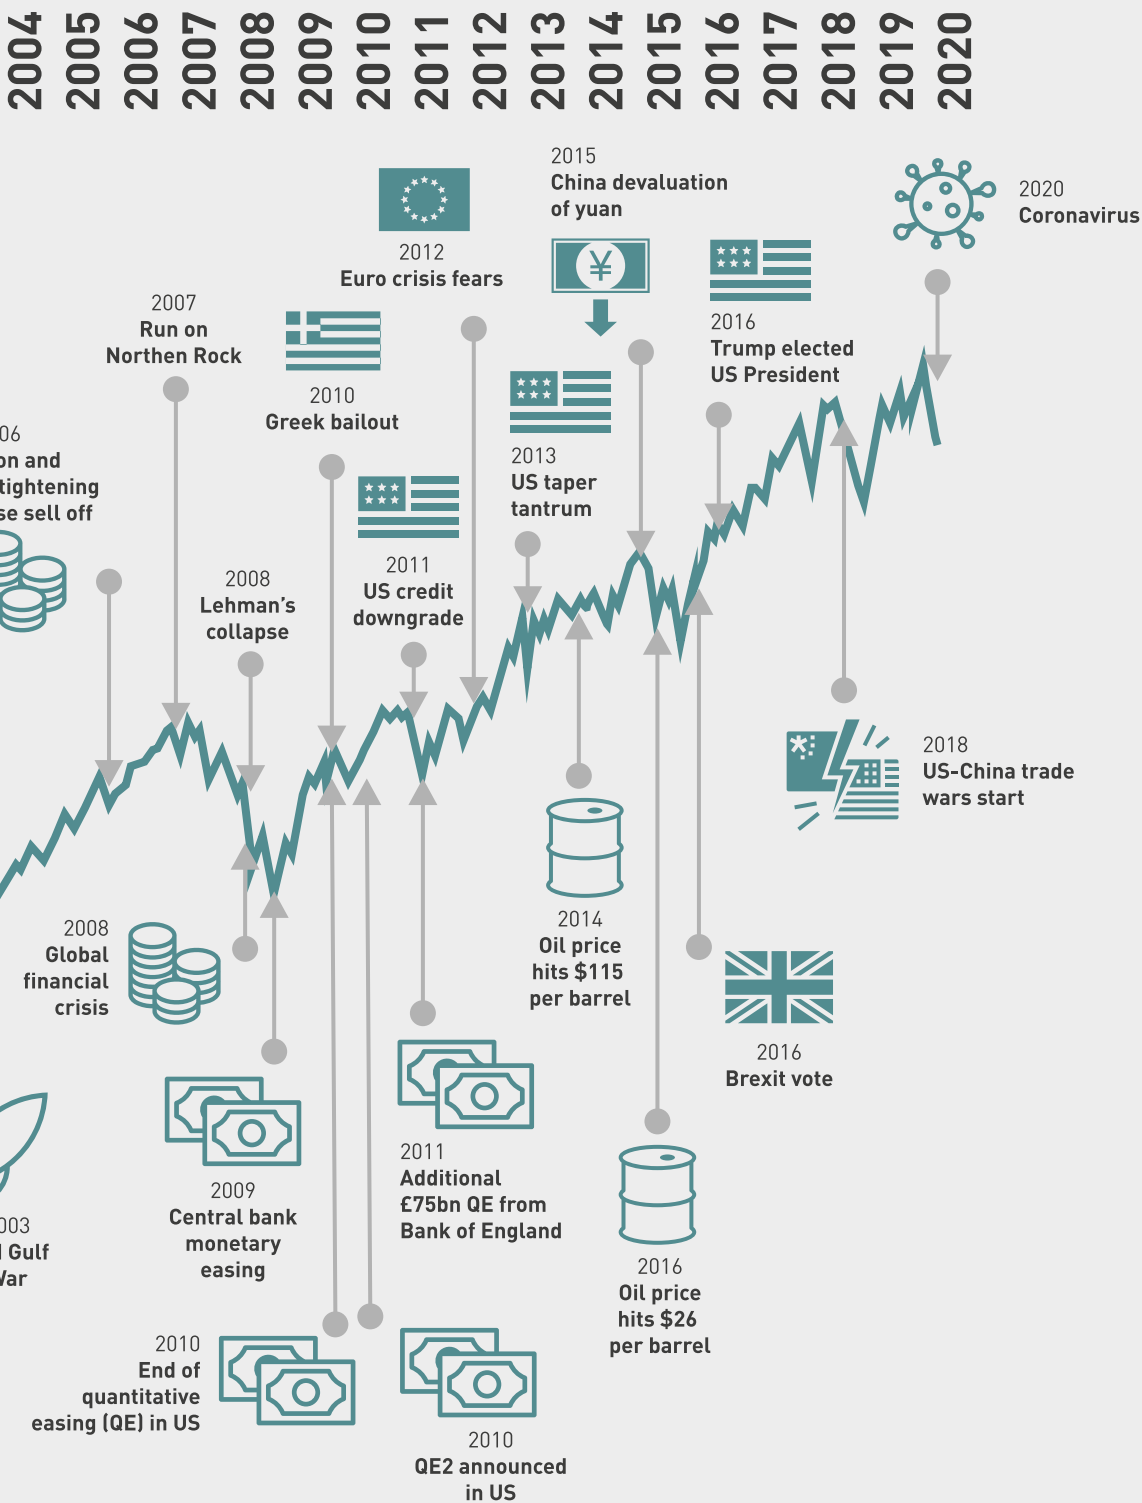 2004
2005
2006
2007
2008
2009
2010
2011
2012
2013
2014
2015
2016
2017
2018
2019
2020
2015
China devaluation
of yuan
2020
Coronavirus
2012
Euro crisis fears
2007
Run on
Northen Rock
2016
Trump elected
US President
2010
Greek bailout
06
on and
tightening
se sell off
2013
US taper
tantrum
2011
US credit
downgrade
2008
Lehman’s
collapse
¥
2018
US-China trade
wars start
2008
Global
financial
crisis
2014
Oil price
hits $115
per barrel
2016
Brexit vote
2011
Additional
£75bn QE from
Bank of England
2009
Central bank
monetary
easing
003
Gulf
War
2016
Oil price
hits $26
per barrel
2010
End of
quantitative
easing (QE) in US
2010
QE2 announced
in US